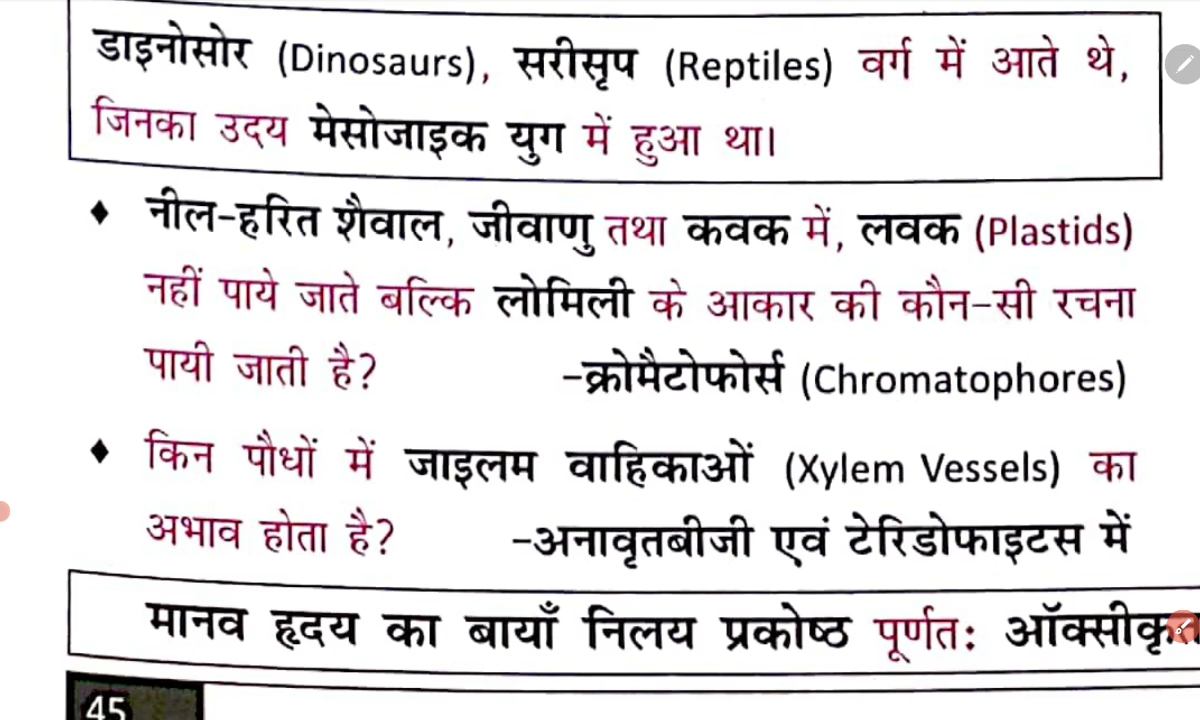 डाइनोसोर (Dinosaurs), सरीसृप (Reptiles) वर्ग में आते थे,
जिनका उदय मेसोजाइक युग में हुआ था।
♦ नील-हरित शैवाल, जीवाणु तथा कवक में, लवक (Plastids)
नहीं पाये जाते बल्कि लोमिली के आकार की कौन-सी रचना
पायी जाती है? -क्रोमैटोफोर्स (Chromatophores)
♦ किन पौधों में जाइलम वाहिकाओं (Xylem Vessels) का
अभाव होता है? -अनावृतबीजी एवं टेरिडोफाइटस में
मानव हृदय का बायाँ निलय प्रकोष्ठ पूर्णत:
45